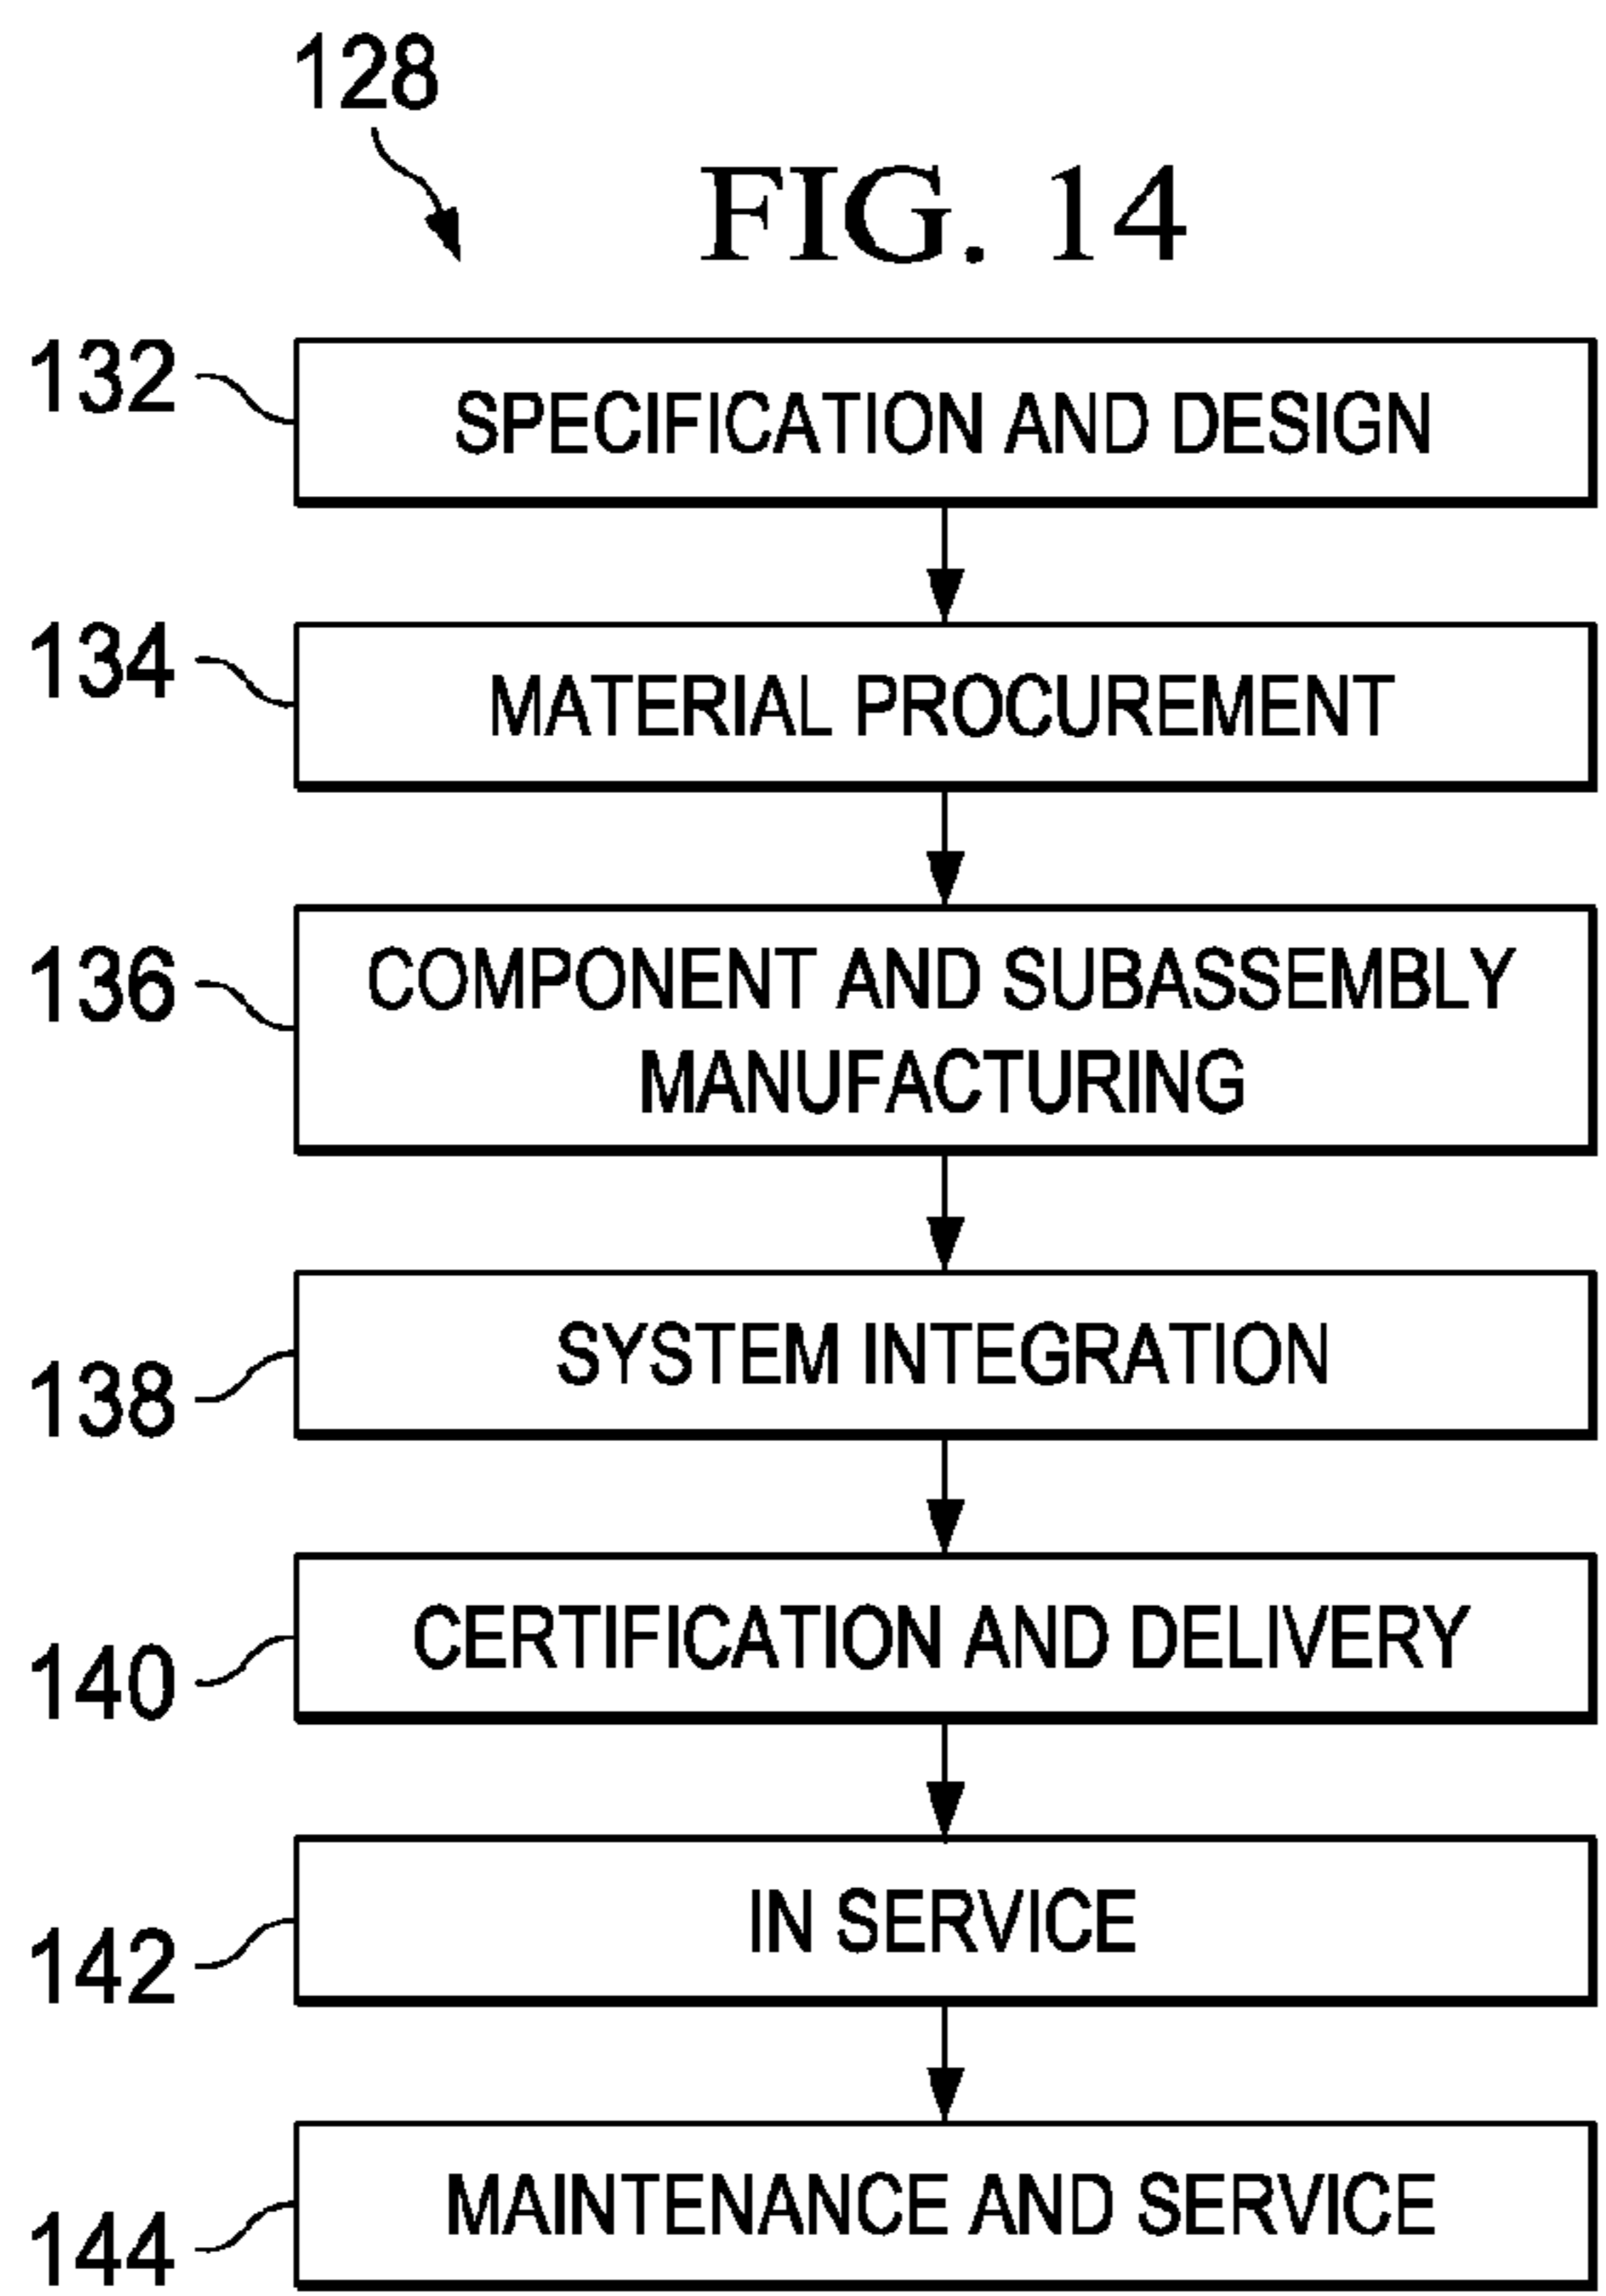 128
FIG. 14
132
SPECIFICATION AND DESIGN
134
MATERIAL PROCUREMENT
136
COMPONENT AND SUBASSEMBLY
MANUFACTURING
138
SYSTEM INTEGRATION
140
CERTIFICATION AND DELIVERY
142
IN SERVICE
144
MAINTENANCE AND SERVICE